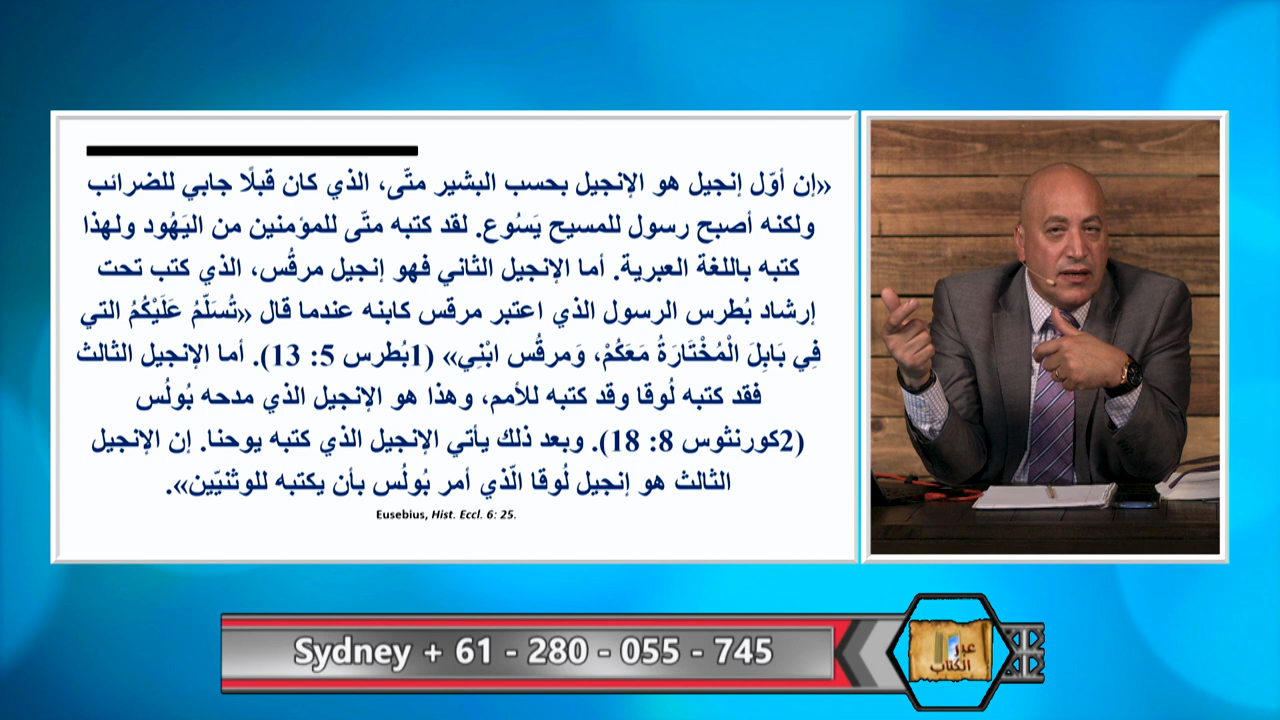 «إن أوّل إنجيل هو الإنجيل بحسب البشير متّى، الذي كان قبلًا جابي للضرائب
ولكنه أصبح رسول للمسيح يَسُوع. لقد كتبه متّى للمؤمنين من اليَهُود ولهذا
كتبه باللغة العبرية. أما الإنجيل الثاني فهو إنجيل مرقُس، الذي كتب تحت
إرشاد بُطرس الرسول الذي اعتبر مرقس كابنه عندما قال «تُسَلّمُ عَلَيْكُمُ التي
فِي بَابِلَ الْمُخْتَارَةُ مَعَكُمْ، وَمرقُس ابْنِي» (1بُطرس 5: 13). أما الإنجيل الثالث
فقد كتبه لُوقا وقد كتبه للأمم، وهذا هو الإنجيل الذي مدحه بُولُس
(2كورنثوس 8: 18). وبعد ذلك يأتي الإنجيل الذي كتبه يوحنا. إن الإنجيل
الثالث هو إنجيل لُوقا الّذي أمر بُولُس بأن يكتبه للوثنيّين».
Eusebius, Hist. Eccl. 6: 25.
Sydney + 61 - 280 - 055 - 745
عبر
الكتاب